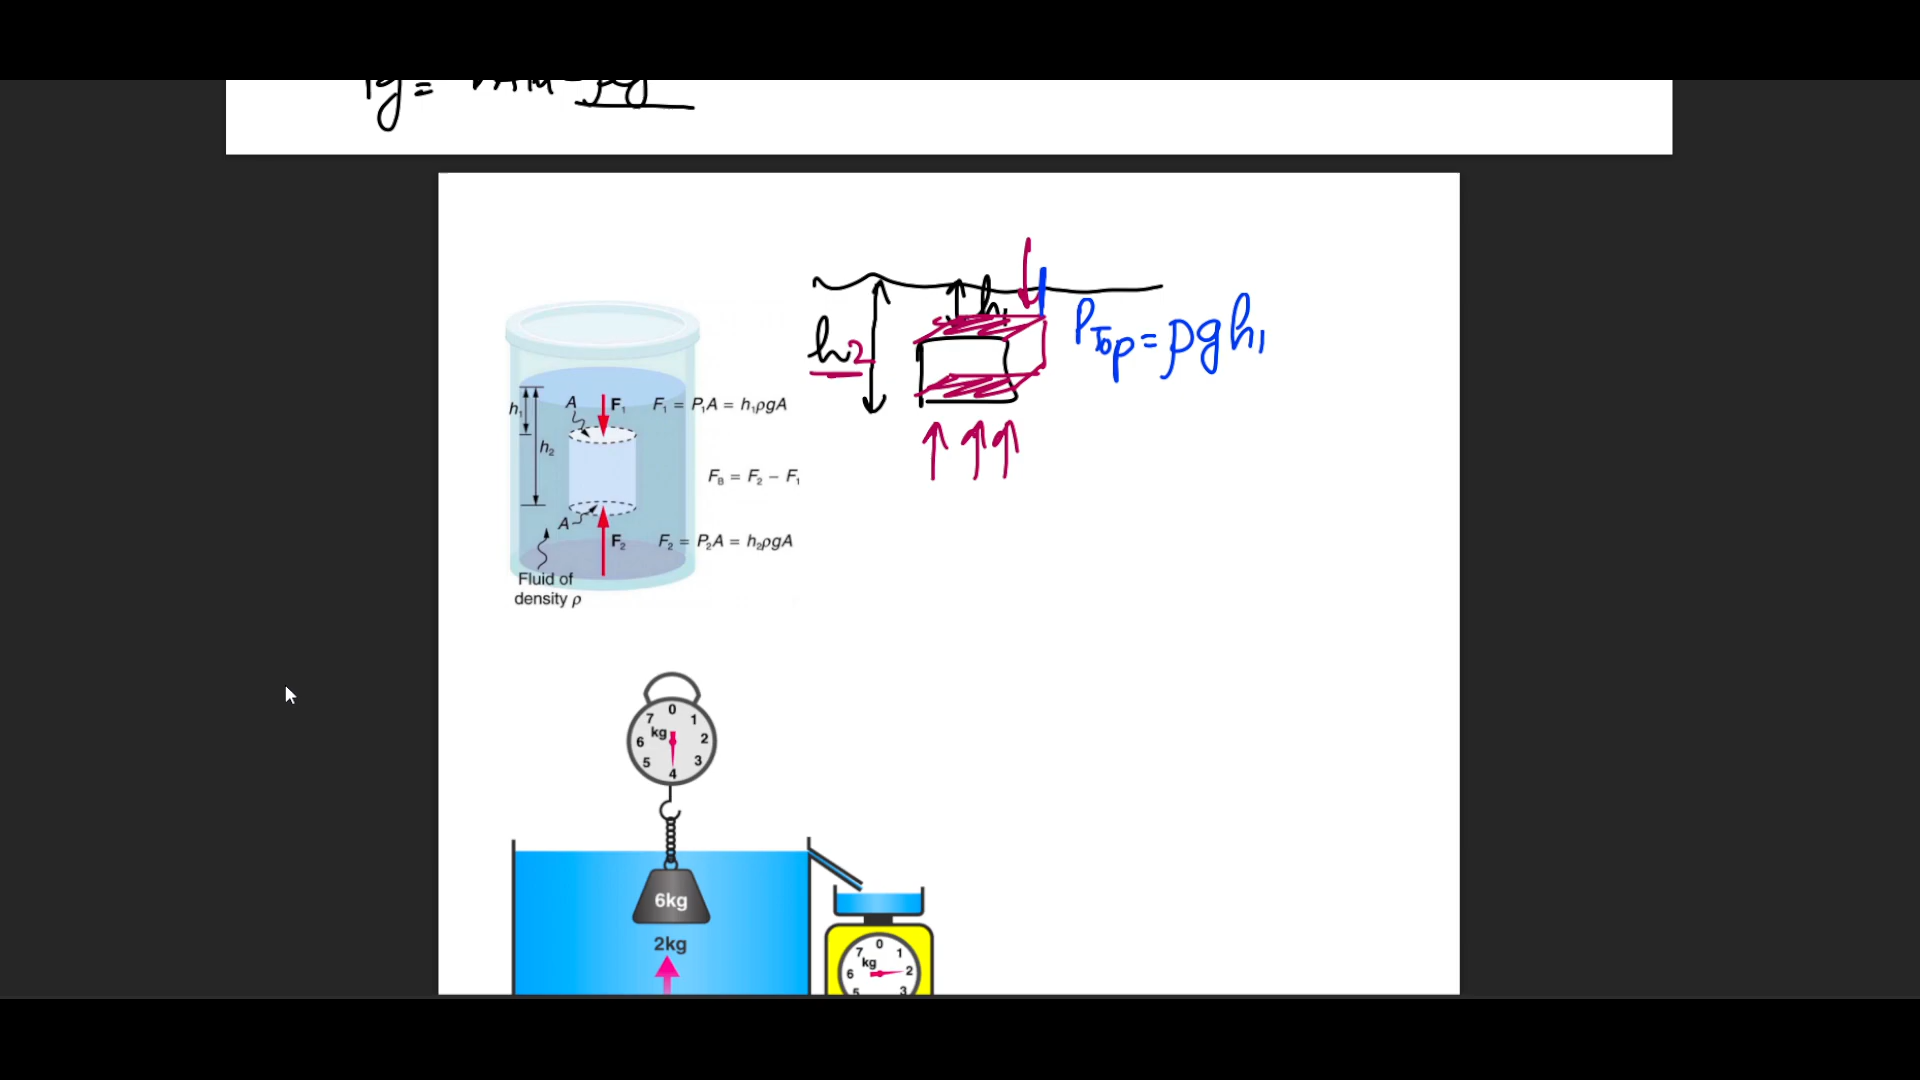 h₁
h₂
P_Top = ρgh₁
A
F₁
F₁ = P₁A = h₁ρgA
h₁
h₂
F_B = F₂ − F₁
A
F₂
F₂ = P₂A = h₂ρgA
Fluid of
density ρ
0
7 1
kg
6 2
5 3
4
6kg
2kg
0
7 1
kg
6 2
5 3